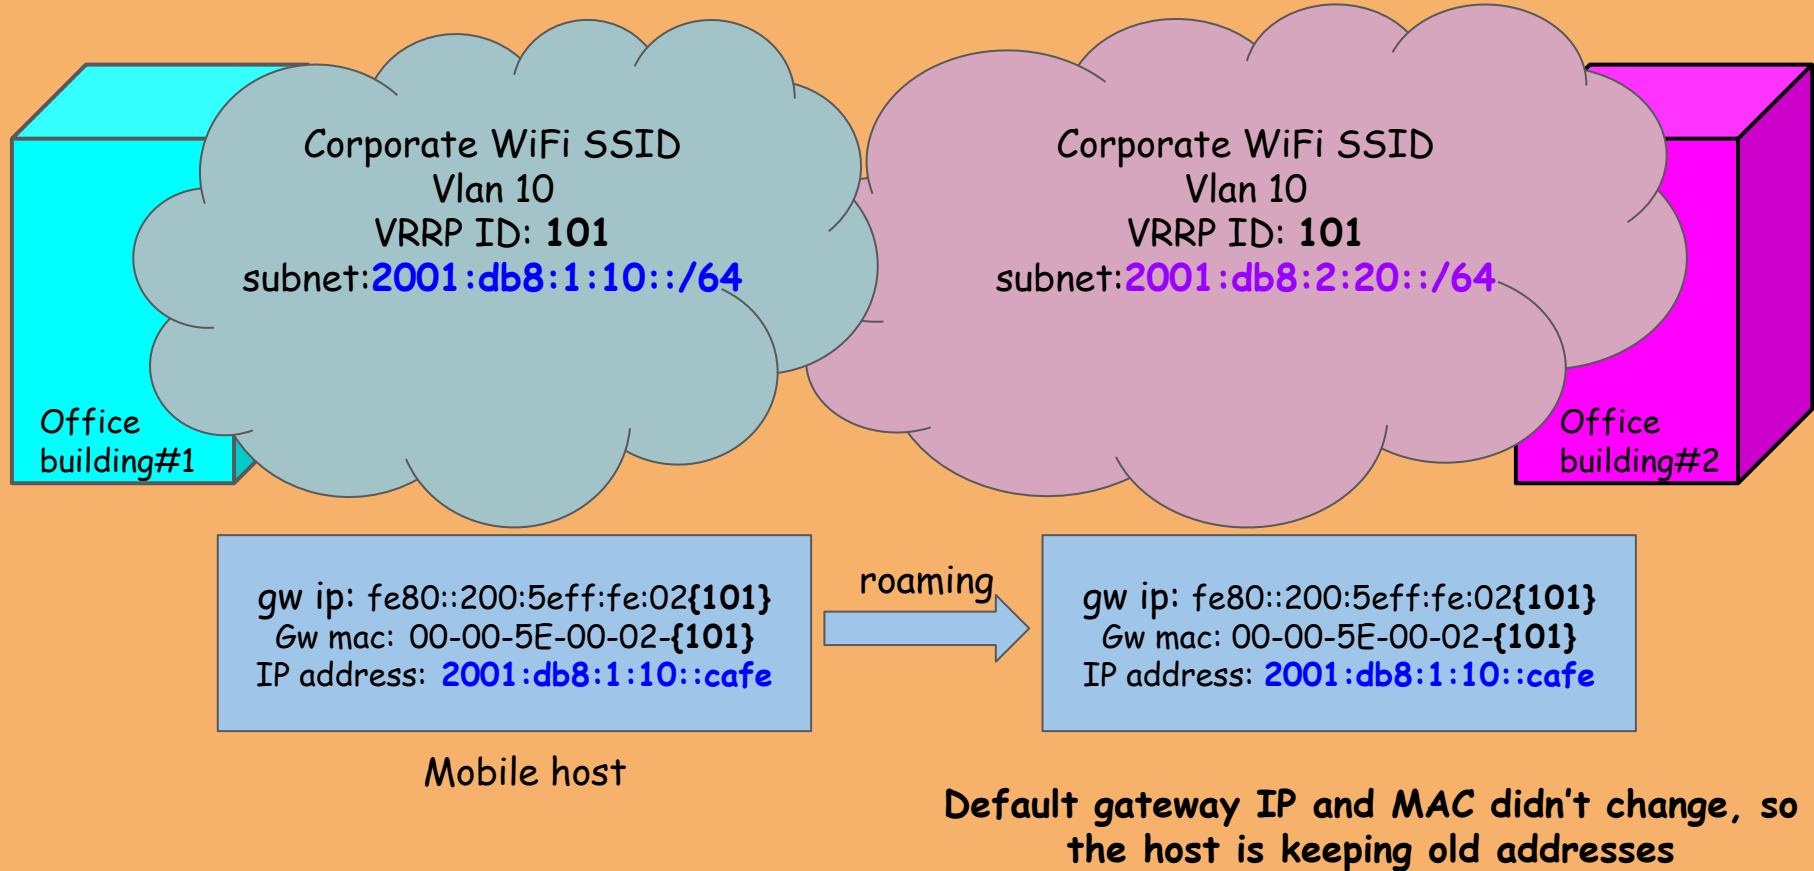 Corporate WiFi SSID
Vlan 10
VRRP ID: 101
subnet:2001:db8:1:10::/64
Corporate WiFi SSID
Vlan 10
VRRP ID: 101
subnet:2001:db8:2:20::/64
Office
building#1
Office
building#2
gw ip: fe80::200:5eff:fe:02{101}
Gw mac: 00-00-5E-00-02-{101}
IP address: 2001:db8:1:10::cafe
roaming
gw ip: fe80::200:5eff:fe:02{101}
Gw mac: 00-00-5E-00-02-{101}
IP address: 2001:db8:1:10::cafe
Mobile host
Default gateway IP and MAC didn't change, so
the host is keeping old addresses